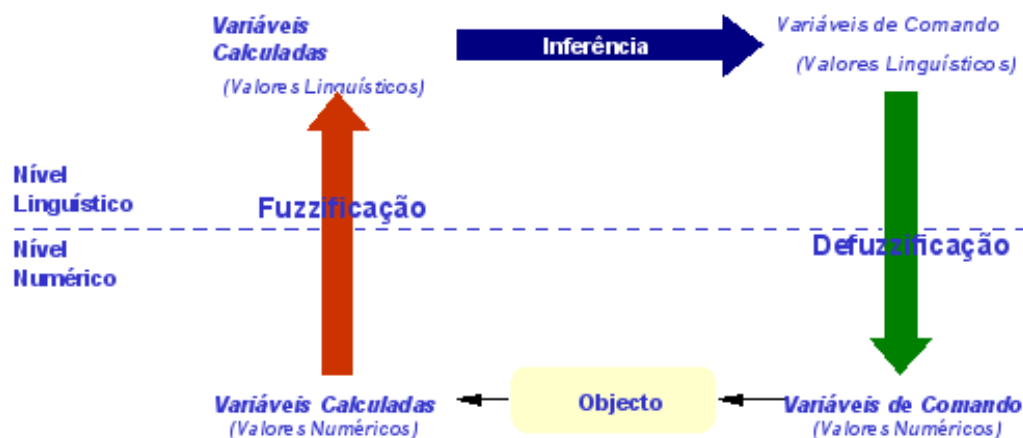 Variáveis
Calculadas
(Valores Linguísticos)
Inferência
Variáveis de Comando
(Valores Linguísticos)
Nível
Linguístico
Fuzzificação
Nível
Numérico
Defuzzificação
Variáveis Calculadas
(Valores Numéricos)
Objecto
Variáveis de Comando
(Valores Numéricos)